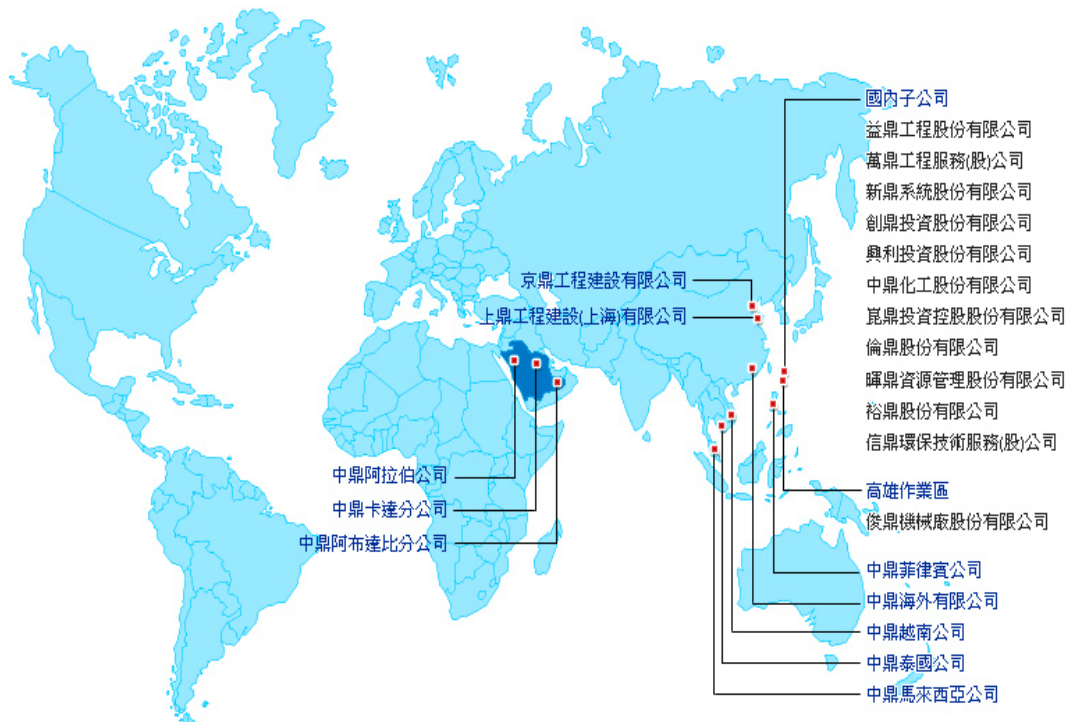 國內子公司
益鼎工程股份有限公司
萬鼎工程服務(股)公司
新鼎系統股份有限公司
創鼎投資股份有限公司
興利投資股份有限公司
中鼎化工股份有限公司
崑鼎投資控股股份有限公司
倫鼎股份有限公司
暉鼎資源管理股份有限公司
裕鼎股份有限公司
信鼎環保技術服務(股)公司
高雄作業區
俊鼎機械廠股份有限公司
中鼎菲律賓公司
中鼎海外有限公司
中鼎越南公司
中鼎泰國公司
中鼎馬來西亞公司
京鼎工程建設有限公司
上鼎工程建設(上海)有限公司
中鼎阿拉伯公司
中鼎卡達分公司
中鼎阿布達比分公司